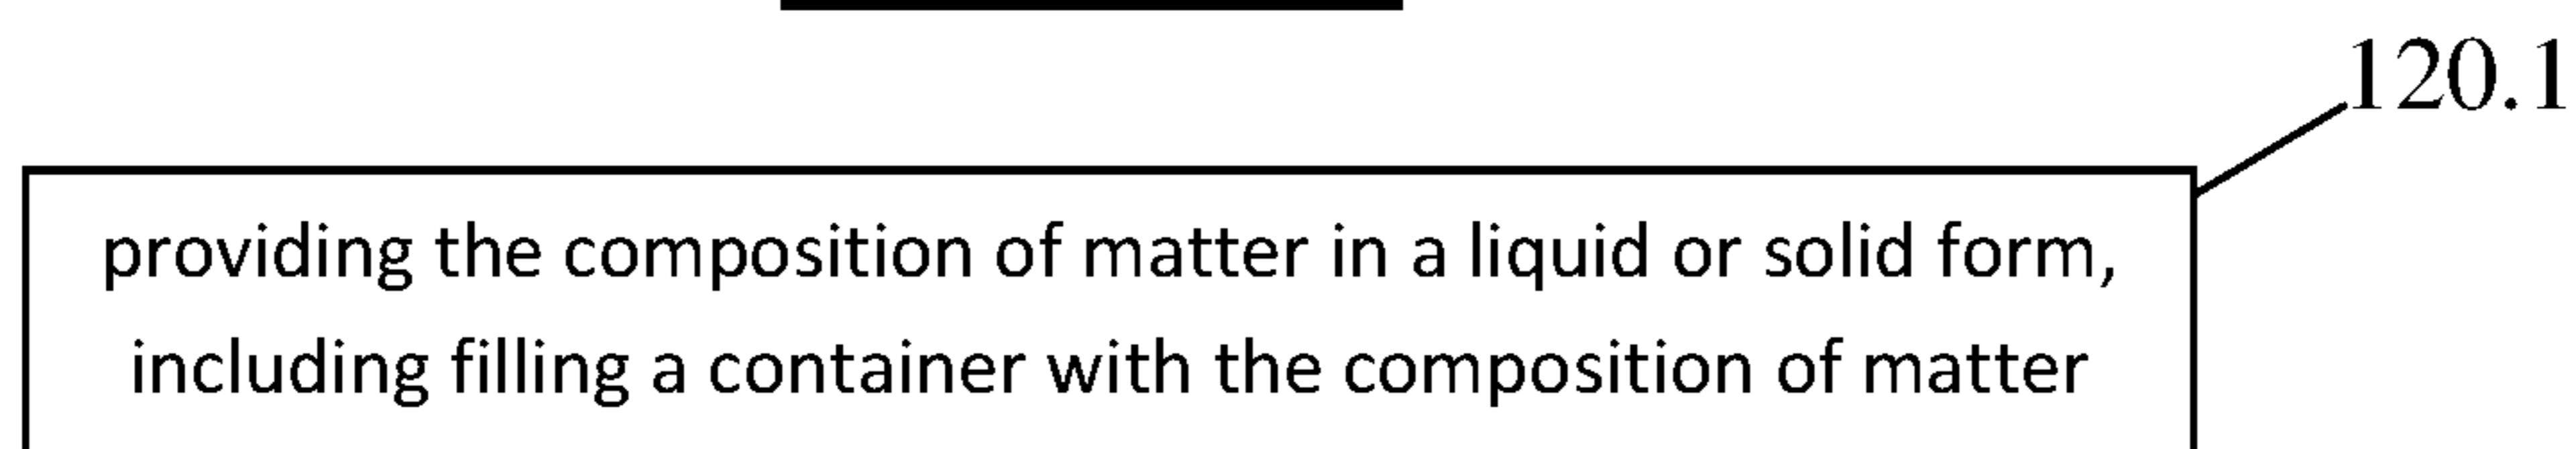 120.1
providing the composition of matter in a liquid or solid form,
including filling a container with the composition of matter